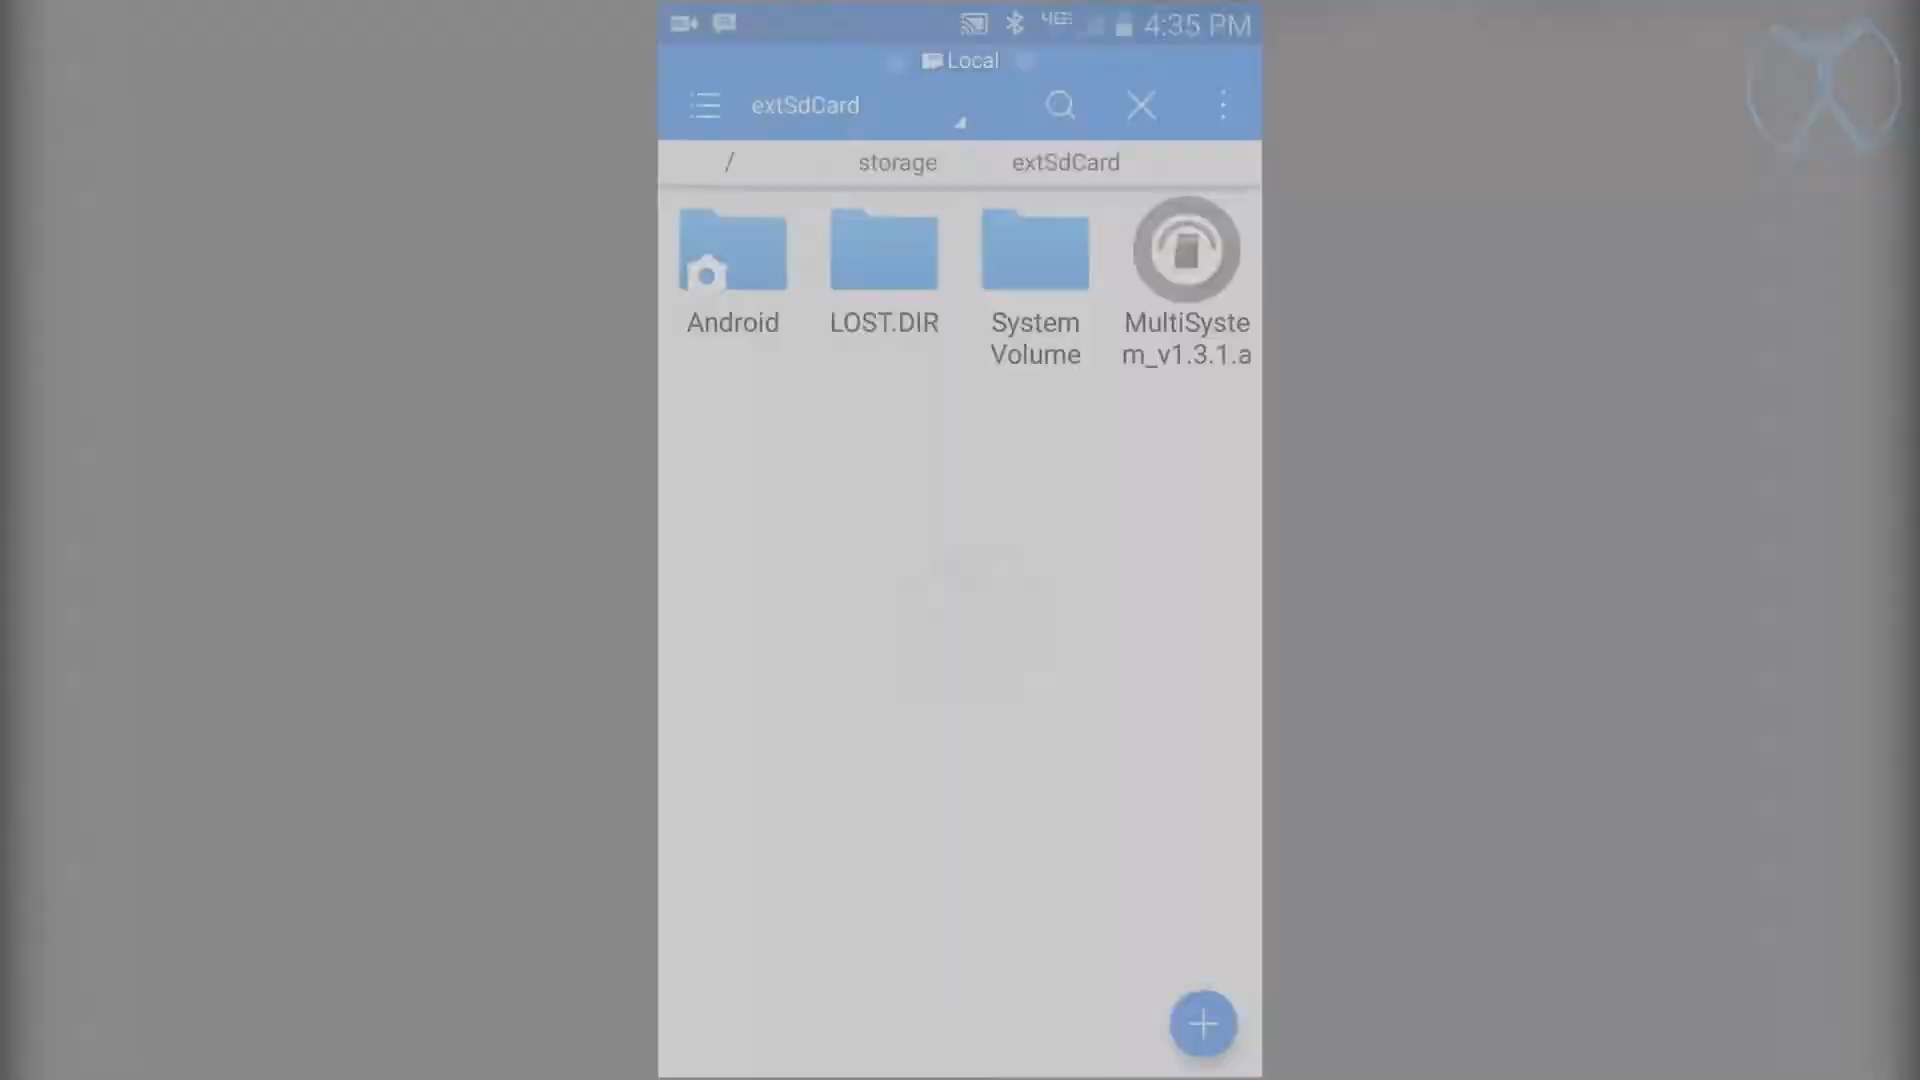 4:35 PM
Local
extSdCard
/ storage extSdCard
Android LOST.DIR System MultiSyste
Volume m_v1.3.1.a